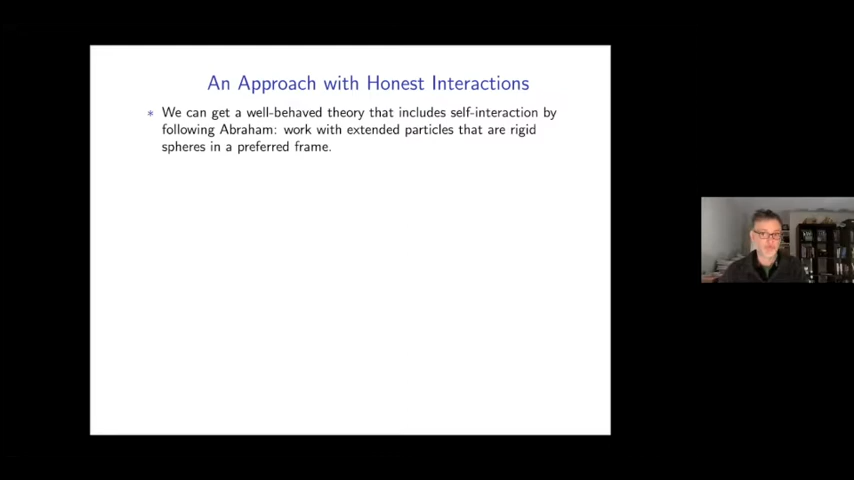 An Approach with Honest Interactions
* We can get a well-behaved theory that includes self-interaction by
following Abraham: work with extended particles that are rigid
spheres in a preferred frame.